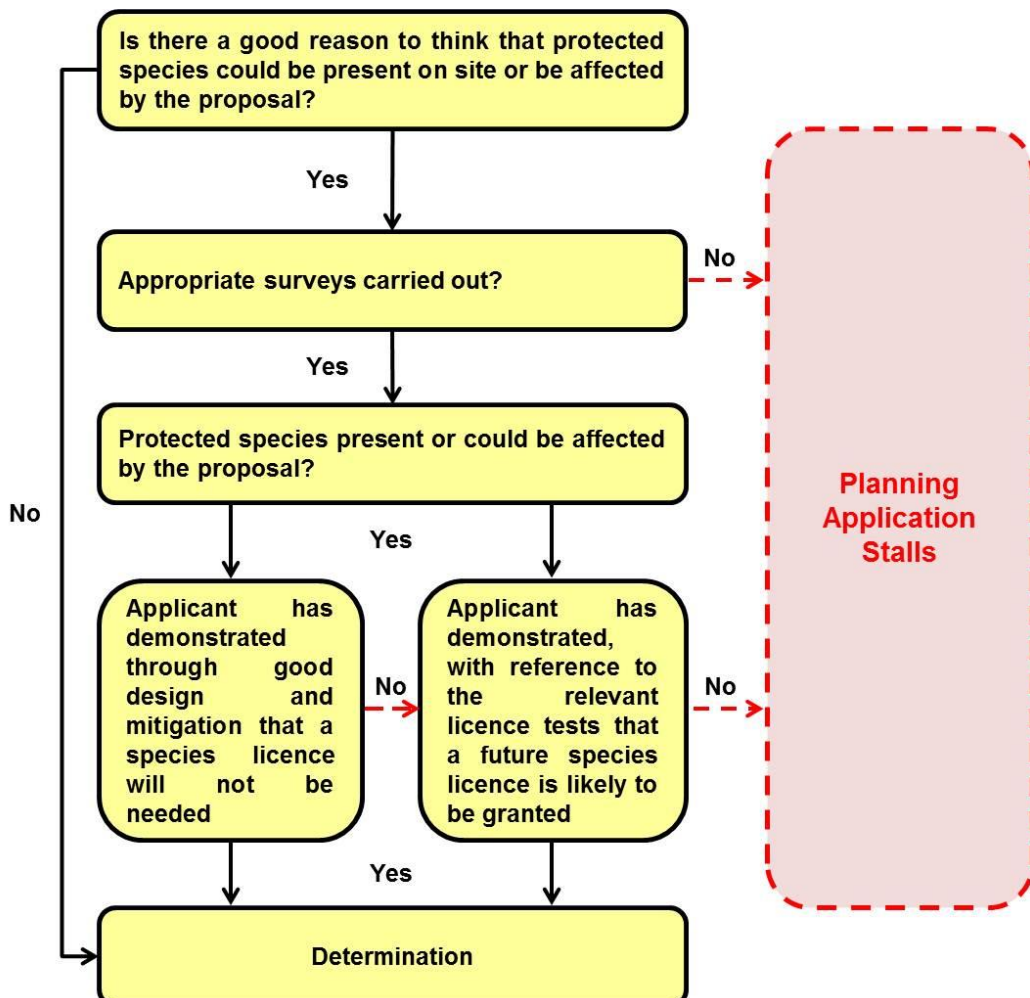 Is there a good reason to think that protected
species could be present on site or be affected
by the proposal?
Yes
Appropriate surveys carried out?
No
Yes
Protected species present or could be affected
by the proposal?
No
Yes
Applicant has
demonstrated
through good
design and
mitigation that a
species licence
will not be
needed
No
Applicant has
demonstrated,
with reference to
the relevant
licence tests that
a future species
licence is likely to
be granted
No
Planning
Application
Stalls
Yes
Determination